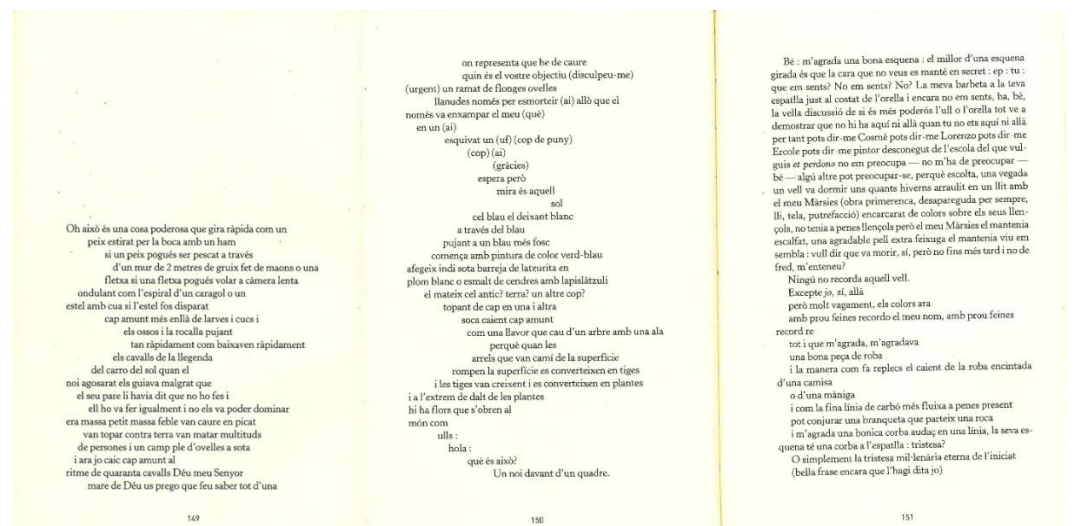 Oh això és una cosa poderosa que gira ràpida com un
peix estirat per la boca amb un ham
si un peix pogués ser pescat a través
d'un mur de 2 metres de gruix fet de maons o una
fletxa si una fletxa pogués volar a càmera lenta
ondulant com l'espiral d'un caragol o un
estel amb cua si l'estel fos disparat
cap amunt més enllà de larves i cucs i
els ossos i la rocalla pujant
tan ràpidament com baixaven ràpidament
els cavalls de la llegenda
del carro del sol quan el
noi agosarat els guiava malgrat que
el seu pare li havia dit que no ho fes i
ell ho va fer igualment i no els va poder dominar
era massa petit massa feble van caure en picat
van topar contra terra van matar multituds
de persones i un camp ple d'ovelles a sota
i ara jo caic cap amunt al
ritme de quaranta cavalls Déu meu Senyor
mare de Déu us prego que feu saber tot d'una
149
on representa que he de caure
quin és el vostre objectiu (disculpeu-me)
(urgent) un ramat de flonges ovelles
llanudes només per esmorteir (ai) allò que el
només va enxampar el meu (què)
en un (ai)
esquivat un (uf) (cop de puny)
(cop) (ai)
(gràcies)
espera però
mira és aquell
sol
cel blau el deixant blanc
a través del blau
pujant a un blau més fosc
comença amb pintura de color verd-blau
afegeix indi sota barreja de latzurita en
plom blanc o esmalt de cendres amb lapislàtzuli
el mateix cel antic? terra? un altre cop?
topant de cap en una i altra
soca caient cap amunt
com una llavor que cau d'un arbre amb una ala
perquè quan les
arrels que van camí de la superfície
rompen la superfície es converteixen en tiges
i les tiges van creixent i es converteixen en plantes
i a l'extrem de dalt de les plantes
hi ha flors que s'obren al
món com
ulls :
hola :
què és això?
Un noi davant d'un quadre.
150
Bé : m'agrada una bona esquena : el millor d'una esquena
girada és que la cara que no veus es manté en secret : ep : tu :
que em sents? No em sents? No? La meva barbeta a la teva
espatlla just al costat de l'orella i encara no em sents, ha, bé,
la vella discussió de si és més poderós l'ull o l'orella tot ve a
demostrar que no hi ha aquí ni allà quan tu no ets aquí ni allà
per tant pots dir-me Cosmè pots dir-me Lorenzo pots dir-me
Ercole pots dir-me pintor desconegut de l'escola del que vul-
guis et perdono no em preocupa — no m'ha de preocupar —
bé — algú altre pot preocupar-se, perquè escolta, una vegada
un vell va dormir uns quants hiverns arraulit en un llit amb
el meu Màrsies (obra primerenca, desapareguda per sempre,
lli, tela, putrefacció) encarcarat de colors sobre els seus llen-
çols, no tenia a penes llençols però el meu Màrsies el mantenia
escalfat, una agradable pell extra feixuga el mantenia viu em
sembla : vull dir que va morir, sí, però no fins més tard i no de
fred, m'enteneu?
Ningú no recorda aquell vell.
Excepte jo, sí, allà
però molt vagament, els colors ara
amb prou feines recordo el meu nom, amb prou feines
record re
tot i que m'agrada, m'agradava
una bona peça de roba
i la manera com fa replecs el caient de la roba encintada
d'una camisa
o d'una màniga
i com la fina línia de carbó més fluixa a penes present
pot conjurar una branqueta que parteix una roca
i m'agrada una bonica corba audaç en una línia, la seva es-
quena té una corba a l'espatlla : tristesa?
O simplement la tristesa mil·lenària eterna de l'iniciat
(bella frase encara que l'hagi dita jo)
151